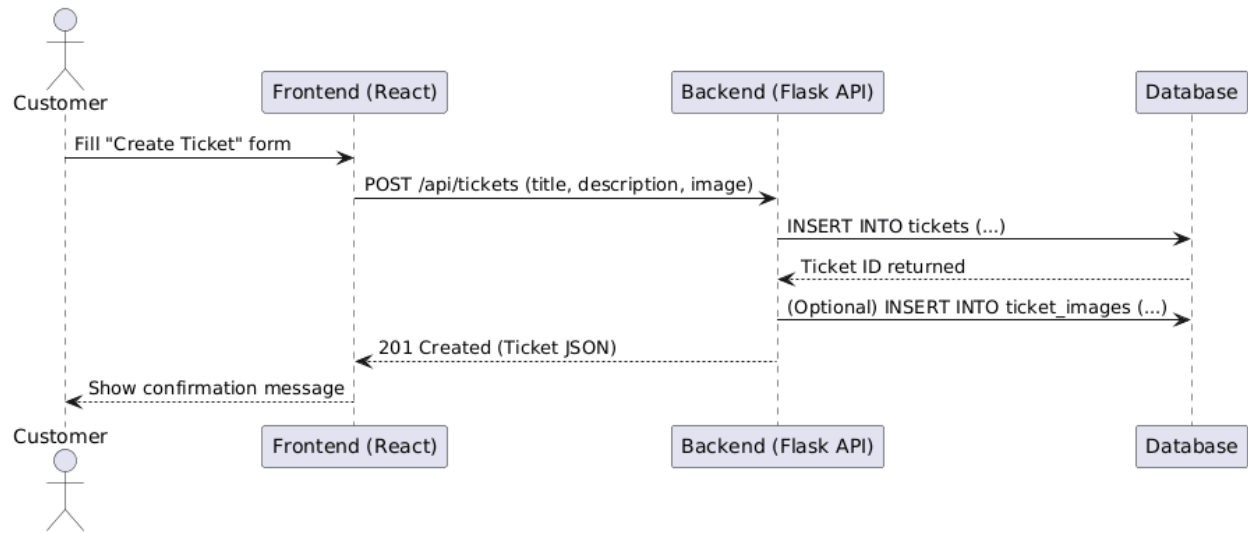 Customer
Frontend (React)
Backend (Flask API)
Database
Fill "Create Ticket" form
POST /api/tickets (title, description, image)
INSERT INTO tickets (...)
Ticket ID returned
(Optional) INSERT INTO ticket_images (...)
201 Created (Ticket JSON)
Show confirmation message
Customer
Frontend (React)
Backend (Flask API)
Database